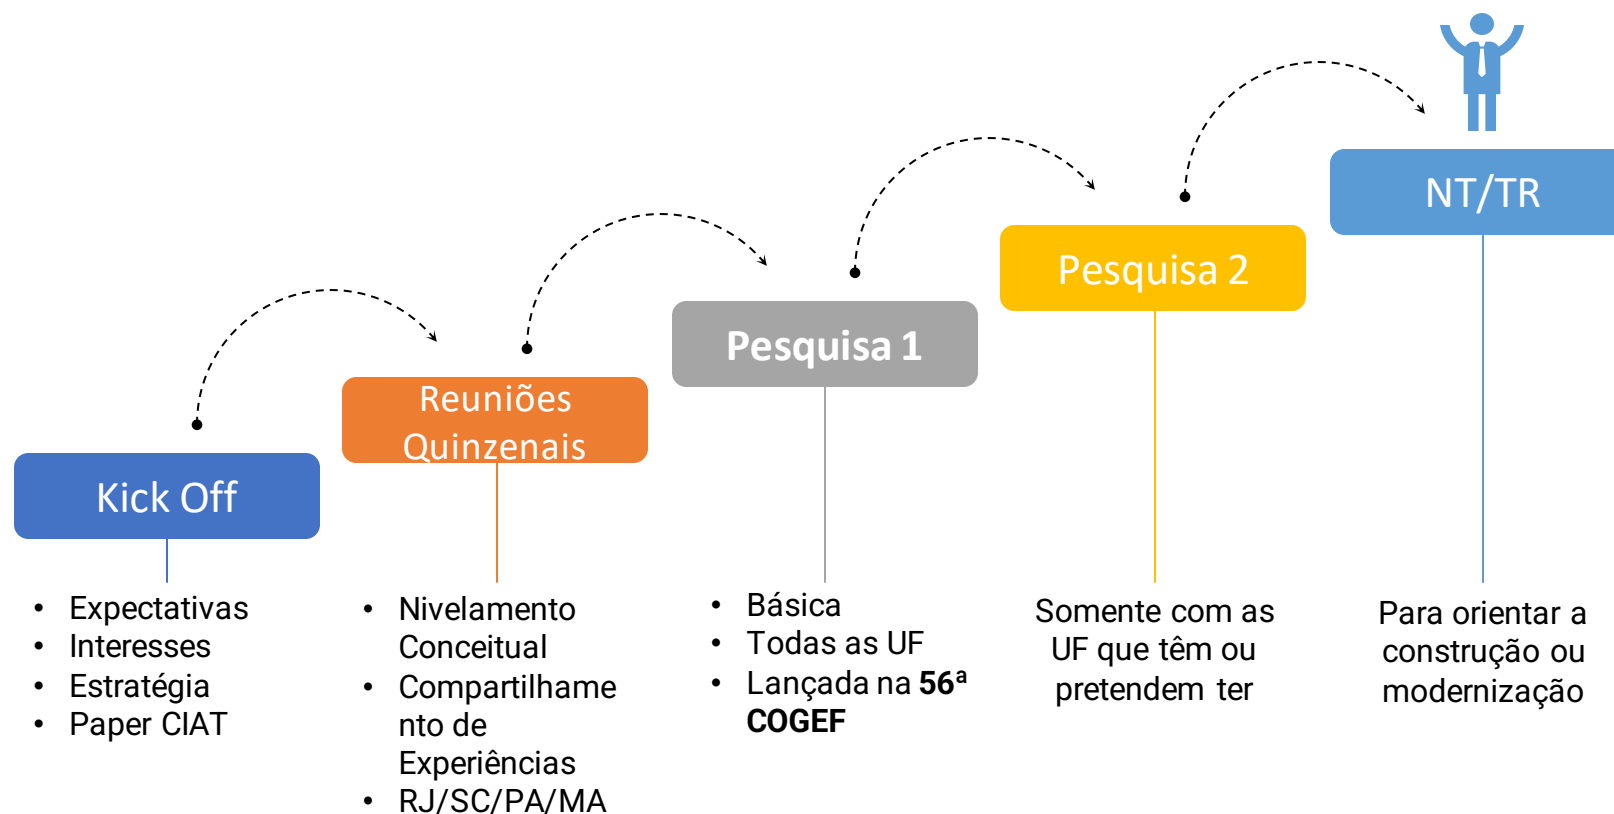 Kick Off
• Expectativas
• Interesses
• Estratégia
• Paper CIAT
Reuniões
Quinzenais
• Nivelamento
Conceitual
• Compartilhame
nto de
Experiências
• RJ/SC/PA/MA
Pesquisa 1
• Básica
• Todas as UF
• Lançada na 56ª
COGEF
Pesquisa 2
Somente com as
UF que têm ou
pretendem ter
NT/TR
Para orientar a
construção ou
modernização